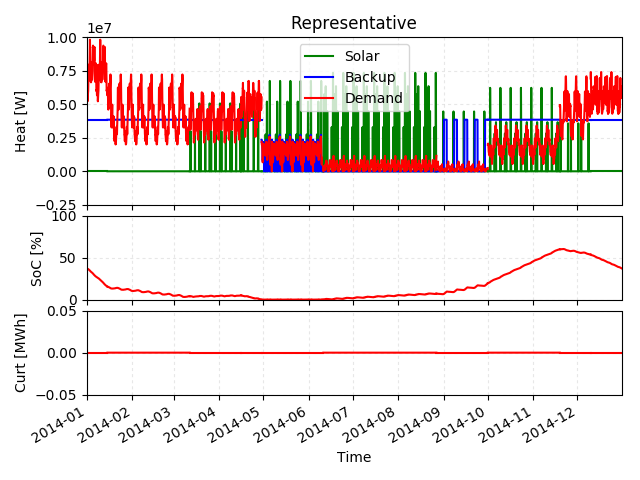 Representative
1e7
1.00
0.75
0.50
0.25
0.00
−0.25
Heat [W]
Solar
Backup
Demand
100
50
0
SoC [%]
0.05
0.00
−0.05
Curt [MWh]
2014-01
2014-02
2014-03
2014-04
2014-05
2014-06
2014-07
2014-08
2014-09
2014-10
2014-11
2014-12
Time